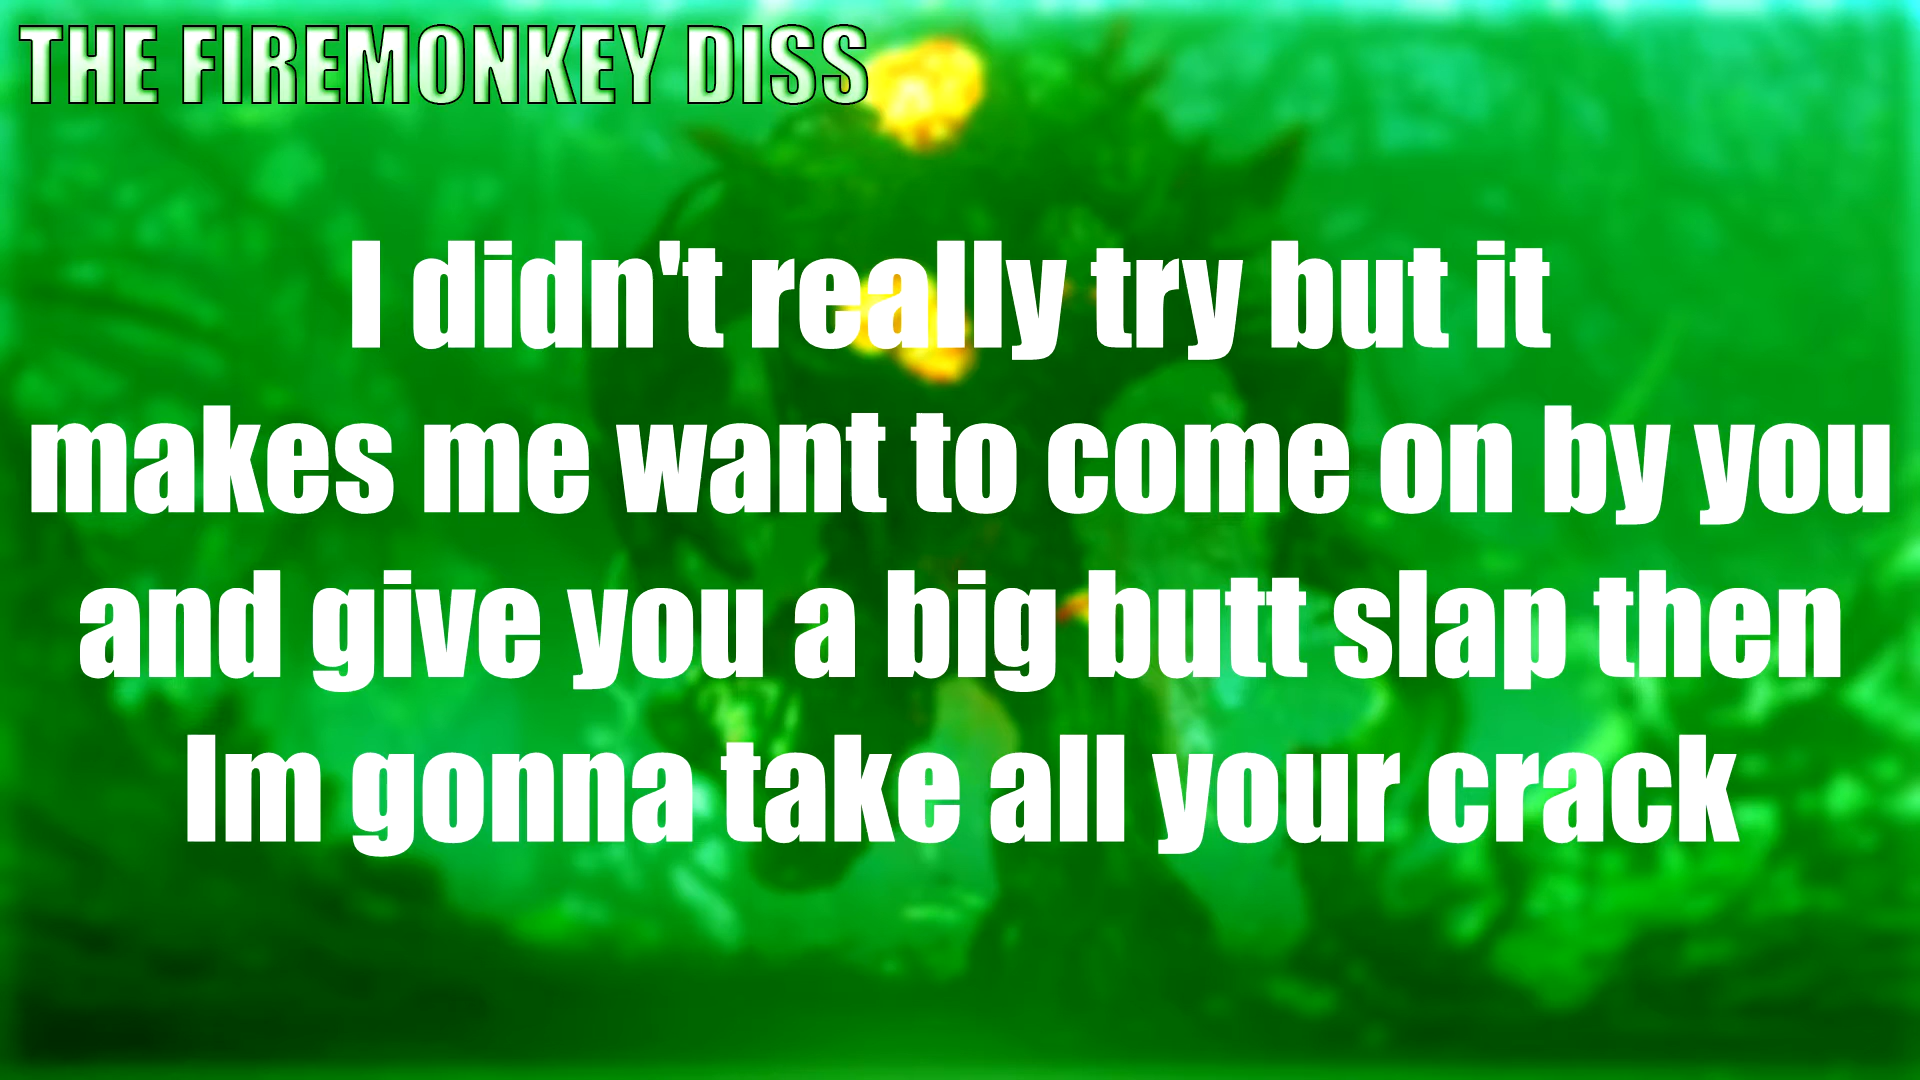 THE FIREMONKEY DISS
I didn't really try but it
makes me want to come on by you
and give you a big butt slap then
Im gonna take all your crack